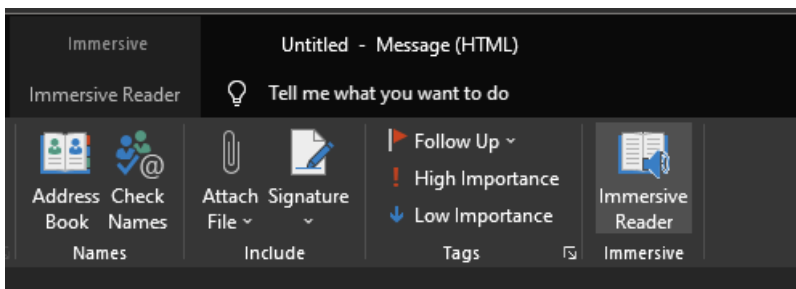 Immersive
Untitled - Message (HTML)
Immersive Reader
Tell me what you want to do
Address Book
Check Names
Attach File
Signature
Follow Up
High Importance
Low Importance
Immersive Reader
Names
Include
Tags
Immersive